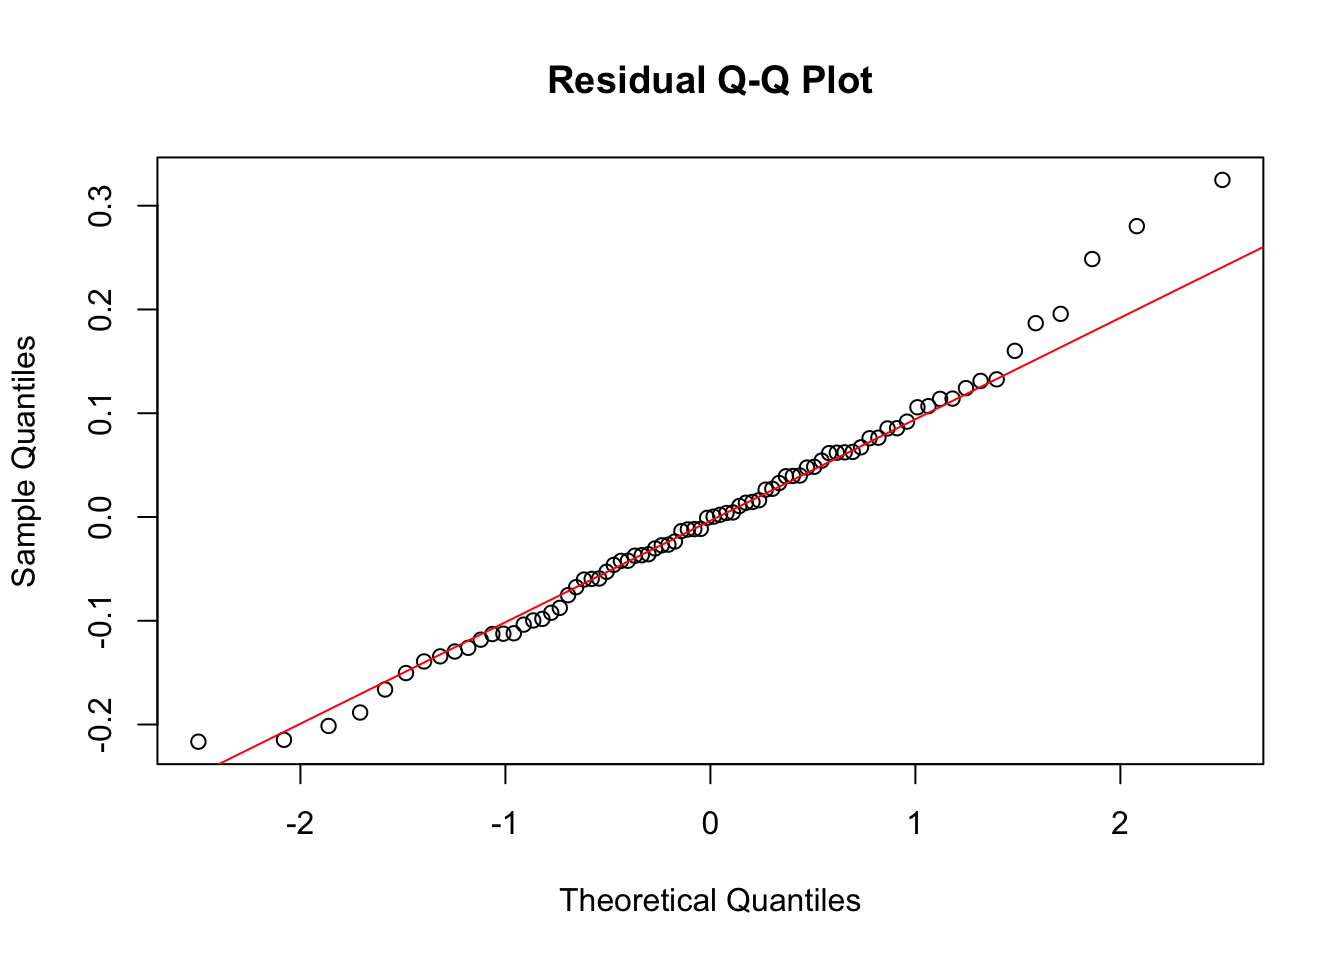 Residual Q-Q Plot
Sample Quantiles
0.3
0.2
0.1
0.0
-0.1
-0.2
-2 -1 0 1 2
Theoretical Quantiles